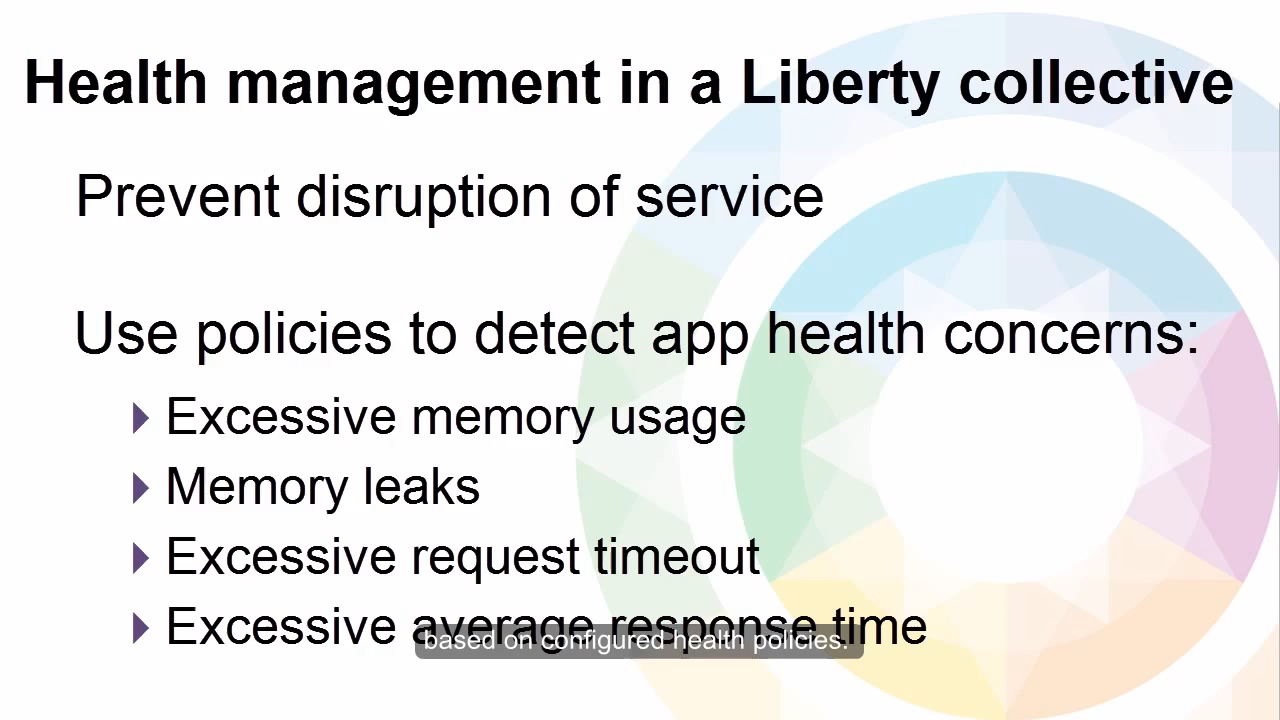 Health management in a Liberty collective
Prevent disruption of service
Use policies to detect app health concerns:
Excessive memory usage
Memory leaks
Excessive request timeout
Excessive average response time
based on configured health policies.